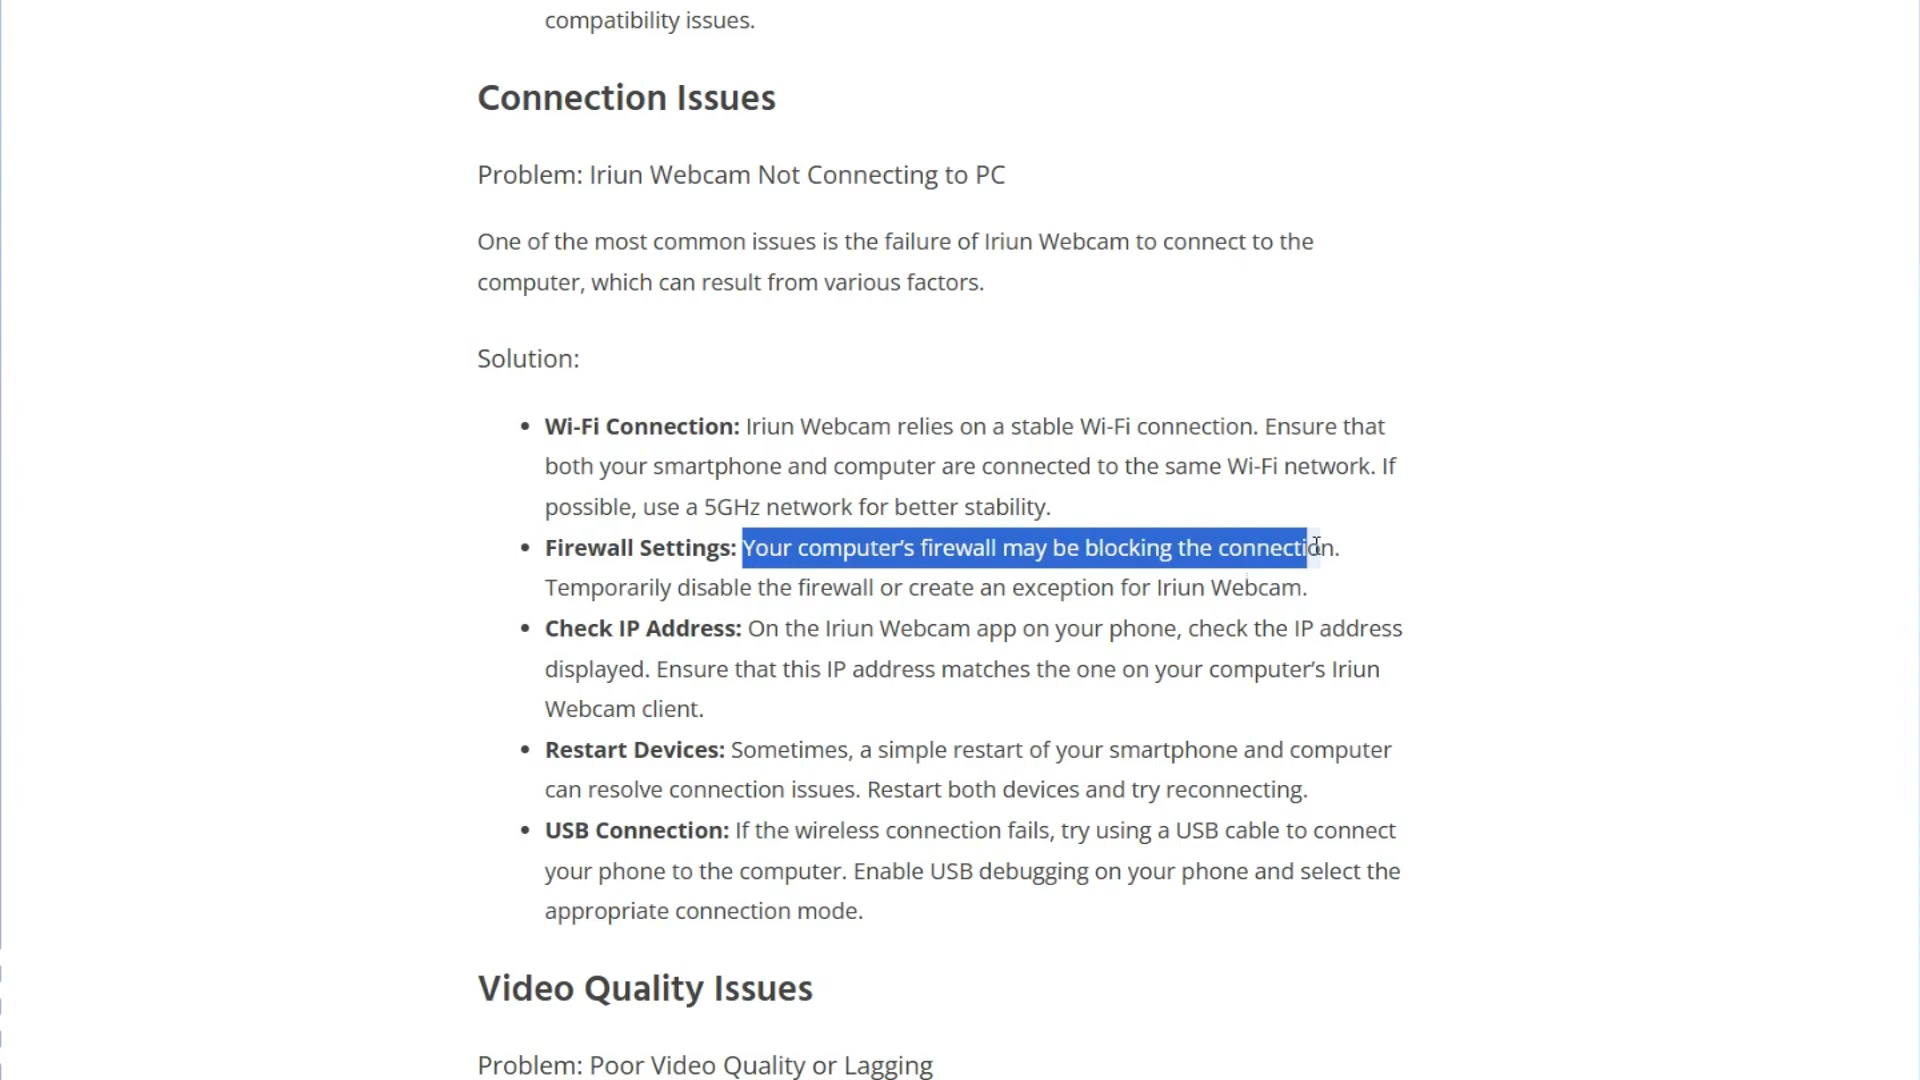 compatibility issues.
Connection Issues
Problem: Iriun Webcam Not Connecting to PC
One of the most common issues is the failure of Iriun Webcam to connect to the
computer, which can result from various factors.
Solution:
• Wi-Fi Connection: Iriun Webcam relies on a stable Wi-Fi connection. Ensure that
both your smartphone and computer are connected to the same Wi-Fi network. If
possible, use a 5GHz network for better stability.
• Firewall Settings: Your computer’s firewall may be blocking the connection.
Temporarily disable the firewall or create an exception for Iriun Webcam.
• Check IP Address: On the Iriun Webcam app on your phone, check the IP address
displayed. Ensure that this IP address matches the one on your computer’s Iriun
Webcam client.
• Restart Devices: Sometimes, a simple restart of your smartphone and computer
can resolve connection issues. Restart both devices and try reconnecting.
• USB Connection: If the wireless connection fails, try using a USB cable to connect
your phone to the computer. Enable USB debugging on your phone and select the
appropriate connection mode.
Video Quality Issues
Problem: Poor Video Quality or Lagging